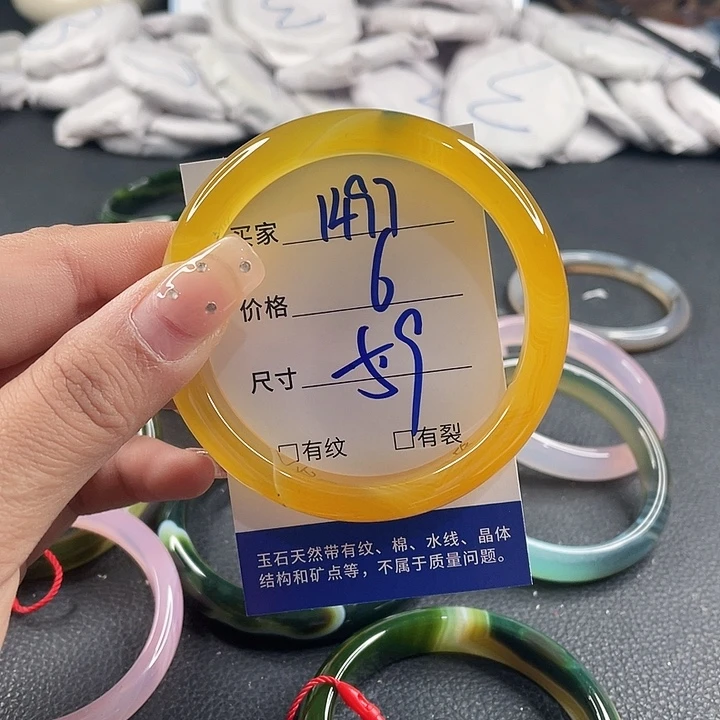 买家 1497
价格 6
尺寸 59
□有纹 □有裂
玉石天然带有纹、棉、水线、晶体
结构和矿点等，不属于质量问题。